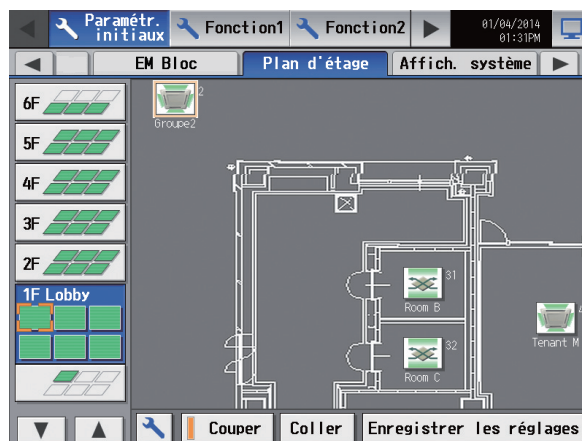 Paramétr. initiaux
Fonction1
Fonction2
01/04/2014
01:31PM
EM Bloc
Plan d'étage
Affich. système
6F
5F
4F
3F
2F
1F Lobby
2
Groupe2
31
Room B
32
Room C
4
Tenant M
Couper
Coller
Enregistrer les réglages